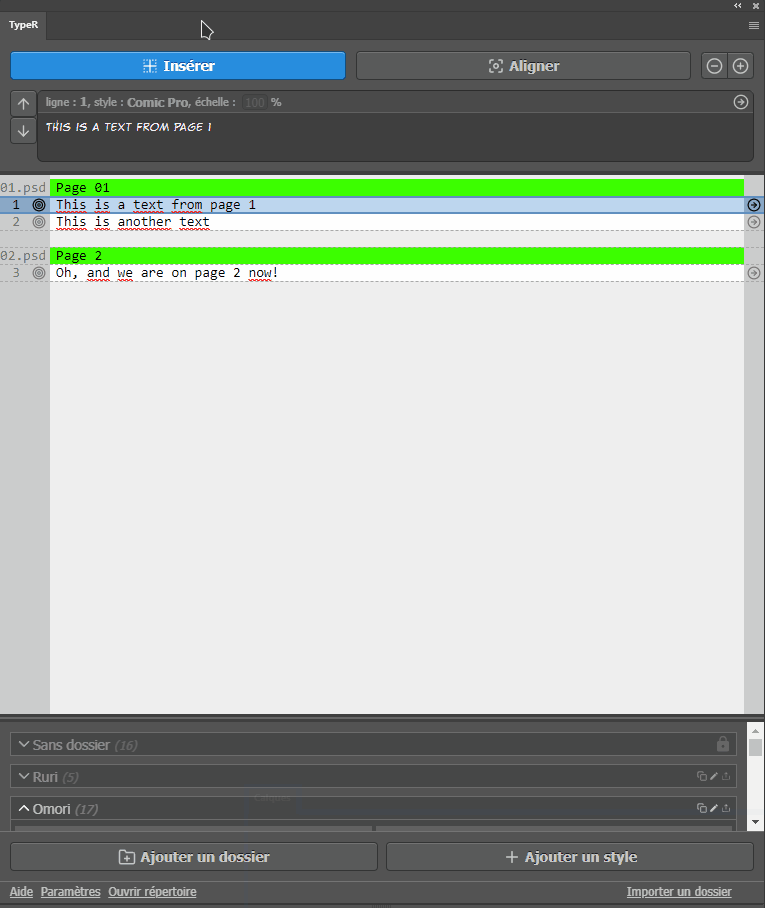 TypeR
Insérer
Aligner
ligne : 1, style : Comic Pro, échelle : 100 %
THIS IS A TEXT FROM PAGE 1
01.psd Page 01
1 This is a text from page 1
2 This is another text
02.psd Page 2
3 Oh, and we are on page 2 now!
Sans dossier (16)
Ruri (5)
Omori (17)
Ajouter un dossier
Ajouter un style
Aide Paramètres Ouvrir répertoire Importer un dossier